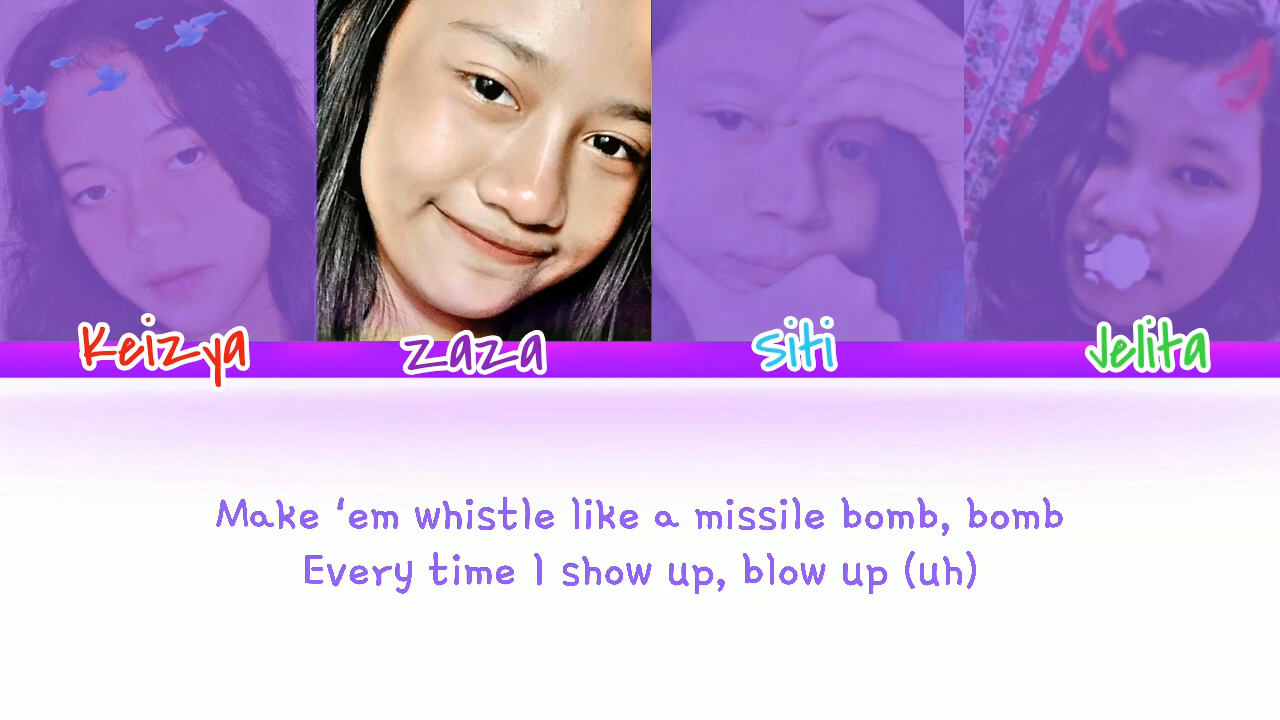 Keizya zaza siti Jelita
Make ‘em whistle like a missile bomb, bomb
Every time I show up, blow up (uh)